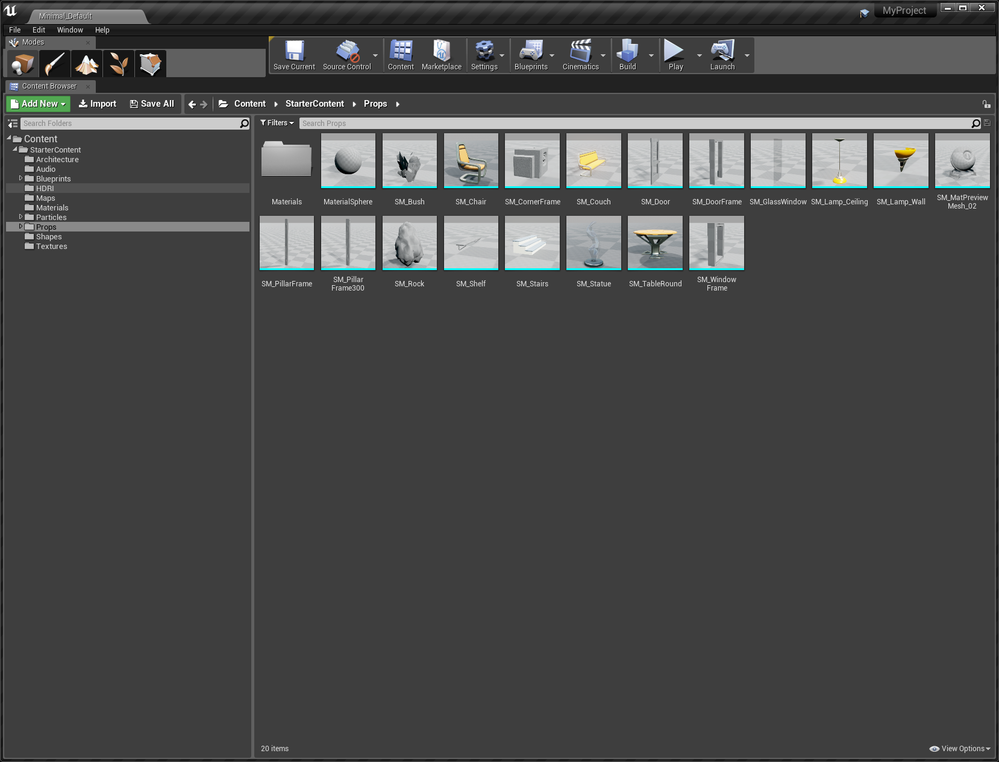 Minimal_Default
MyProject
File Edit Window Help
Modes
Save Current Source Control Content Marketplace Settings Blueprints Cinematics Build Play Launch
Content Browser
Add New Import Save All Content StarterContent Props
Search Folders
Filters Search Props
Content
StarterContent
Architecture
Audio
Blueprints
HDRI
Maps
Materials
Particles
Props
Shapes
Textures
Materials MaterialSphere SM_Bush SM_Chair SM_CornerFrame SM_Couch SM_Door SM_DoorFrame SM_GlassWindow SM_Lamp_Ceiling SM_Lamp_Wall SM_MatPreview
Mesh_02
SM_PillarFrame SM_Pillar
Frame300
SM_Rock SM_Shelf SM_Stairs SM_Statue SM_TableRound SM_Window
Frame
20 items
View Options